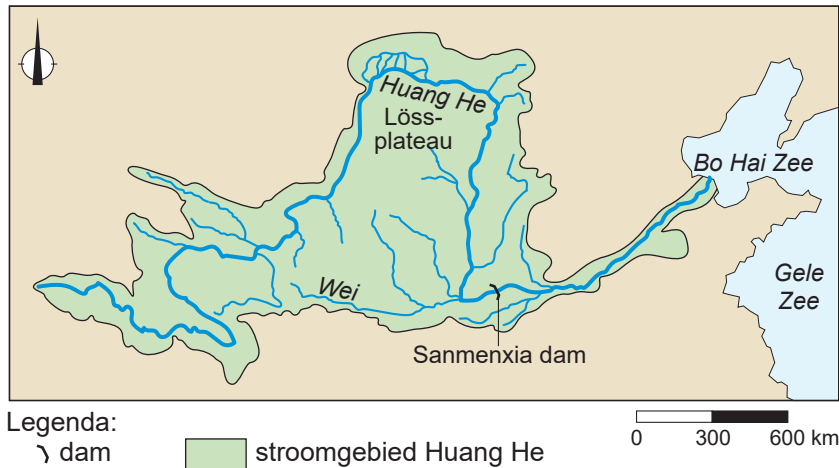 Huang He
Löss-
plateau
Bo Hai Zee
Gele
Zee
Wei
Sanmenxia dam
Legenda:
dam
stroomgebied Huang He
0 300 600 km